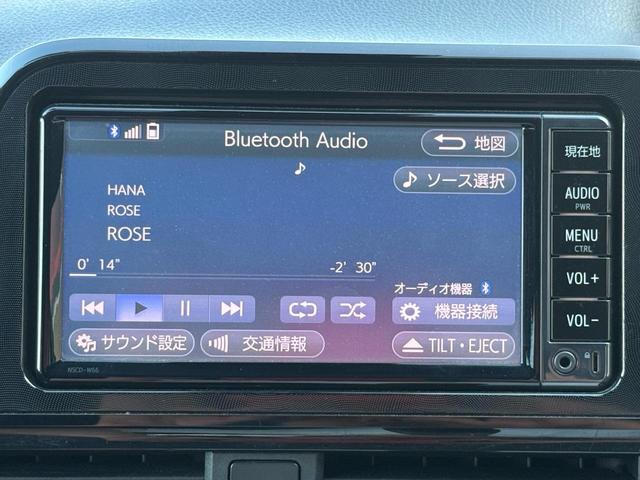 Bluetooth Audio
地図
現在地
ソース選択
HANA
ROSE
ROSE
AUDIO
PWR
MENU
CTRL
0' 14"
-2' 30"
オーディオ機器
機器接続
VOL+
サウンド設定
交通情報
TILT・EJECT
VOL-
NSCD-W66